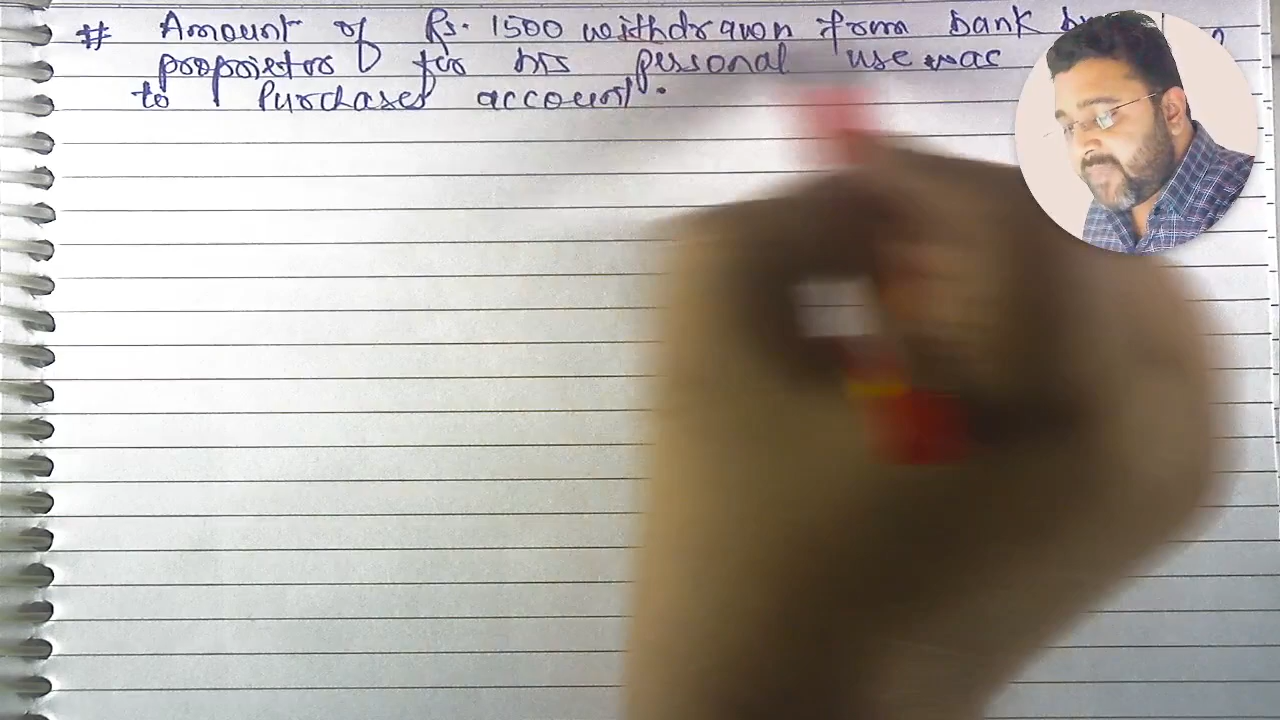 # Amount of Rs. 1500 withdrawn from bank
proprietor for his personal use was
to Purchases account.